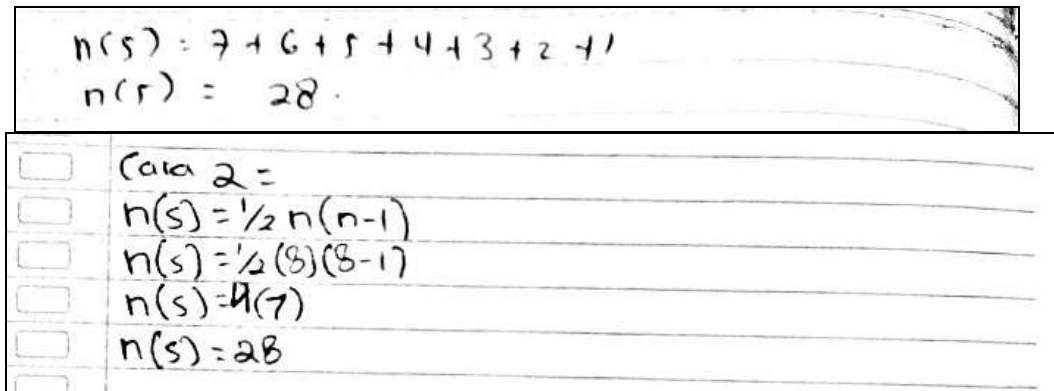 n(s) : 7 + 6 + 5 + 4 + 3 + 2 + 1
n(s) = 28.
Cara 2 =
n(s) = 1/2 n(n-1)
n(s) = 1/2 (8)(8-1)
n(s) = 4(7)
n(s) = 28